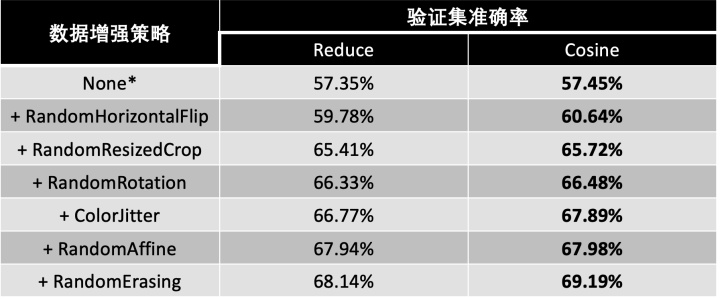 数据增强策略 验证集准确率
Reduce Cosine
None* 57.35% 57.45%
+ RandomHorizontalFlip 59.78% 60.64%
+ RandomResizedCrop 65.41% 65.72%
+ RandomRotation 66.33% 66.48%
+ ColorJitter 66.77% 67.89%
+ RandomAffine 67.94% 67.98%
+ RandomErasing 68.14% 69.19%